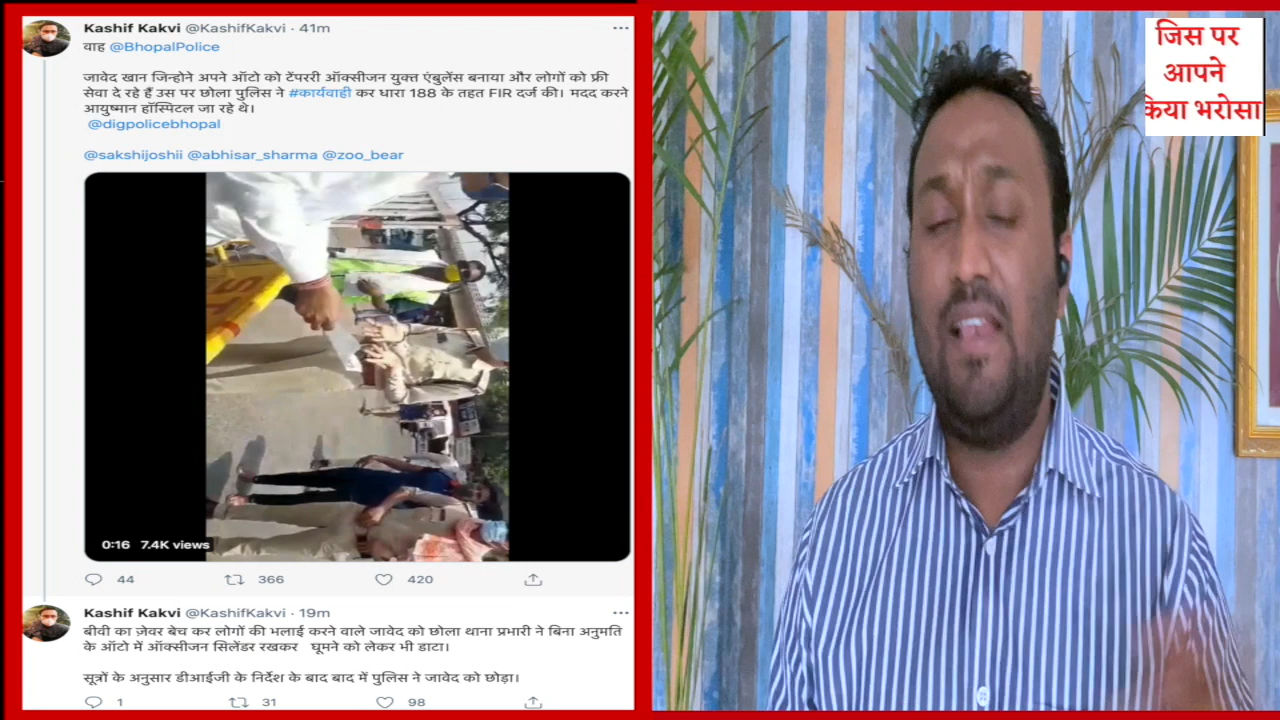 Kashif Kakvi @KashifKakvi · 41m
वाह @BhopalPolice
जावेद खान जिन्होने अपने ऑटो को टेंपररी ऑक्सीजन युक्त एंबुलेंस बनाया और लोगों को फ्री
सेवा दे रहे हैं उस पर छोला पुलिस ने #कार्यवाही कर धारा 188 के तहत FIR दर्ज की। मदद करने
आयुष्मान हॉस्पिटल जा रहे थे।
@digpolicebhopal
@sakshijoshii @abhisar_sharma @zoo_bear
0:16 7.4K views
44 366 420
Kashif Kakvi @KashifKakvi · 19m
बीवी का ज़ेवर बेच कर लोगों की भलाई करने वाले जावेद को छोला थाना प्रभारी ने बिना अनुमति
के ऑटो में ऑक्सीजन सिलेंडर रखकर घूमने को लेकर भी डाटा।
सूत्रों के अनुसार डीआईजी के निर्देश के बाद बाद में पुलिस ने जावेद को छोड़ा।
1 31 98
जिस पर
आपने
किया भरोसा